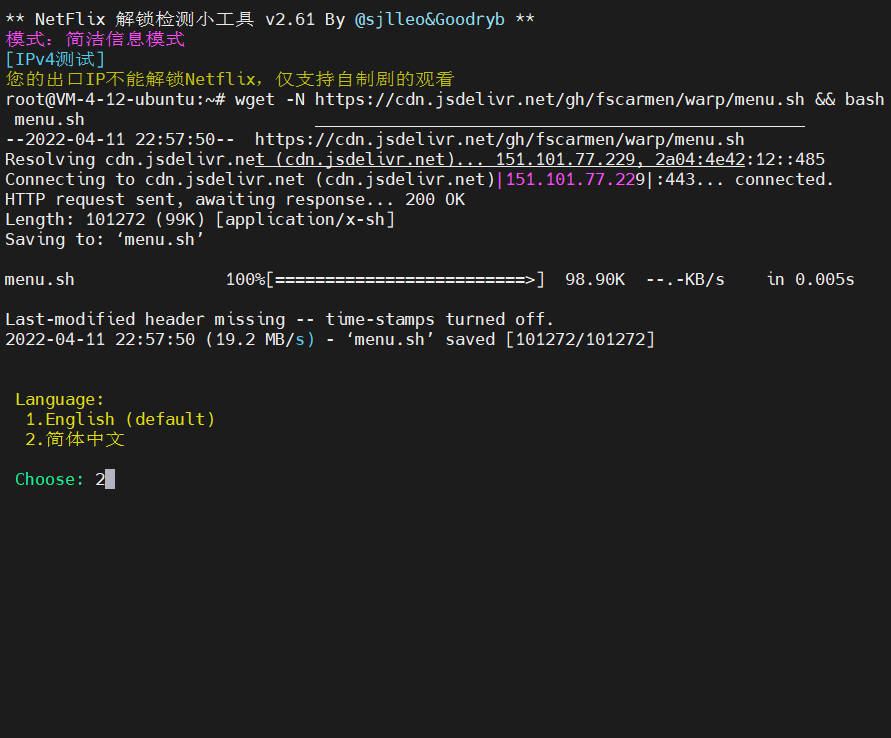 ** NetFlix 解锁检测小工具 v2.61 By @sjlleo&Goodryb **
模式：简洁信息模式
[IPv4测试]
您的出口IP不能解锁Netflix，仅支持自制剧的观看
root@VM-4-12-ubuntu:~# wget -N https://cdn.jsdelivr.net/gh/fscarmen/warp/menu.sh && bash
menu.sh
--2022-04-11 22:57:50--  https://cdn.jsdelivr.net/gh/fscarmen/warp/menu.sh
Resolving cdn.jsdelivr.net (cdn.jsdelivr.net)... 151.101.77.229, 2a04:4e42:12::485
Connecting to cdn.jsdelivr.net (cdn.jsdelivr.net)|151.101.77.229|:443... connected.
HTTP request sent, awaiting response... 200 OK
Length: 101272 (99K) [application/x-sh]
Saving to: ‘menu.sh’
menu.sh               100%[=========================>]  98.90K  --.-KB/s    in 0.005s
Last-modified header missing -- time-stamps turned off.
2022-04-11 22:57:50 (19.2 MB/s) - ‘menu.sh’ saved [101272/101272]
Language:
1.English (default)
2.简体中文
Choose: 2